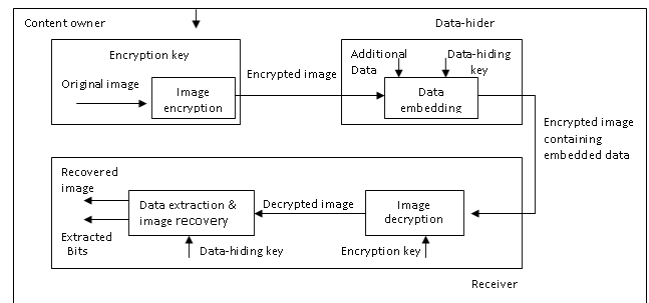 Content owner
Data-hider
Encryption key
Original image
Image
encryption
Encrypted image
Additional
Data
Data-hiding
key
Data
embedding
Encrypted image
containing
embedded data
Recovered
image
Extracted
Bits
Data extraction &
image recovery
Data-hiding key
Decrypted image
Image
decryption
Encryption key
Receiver